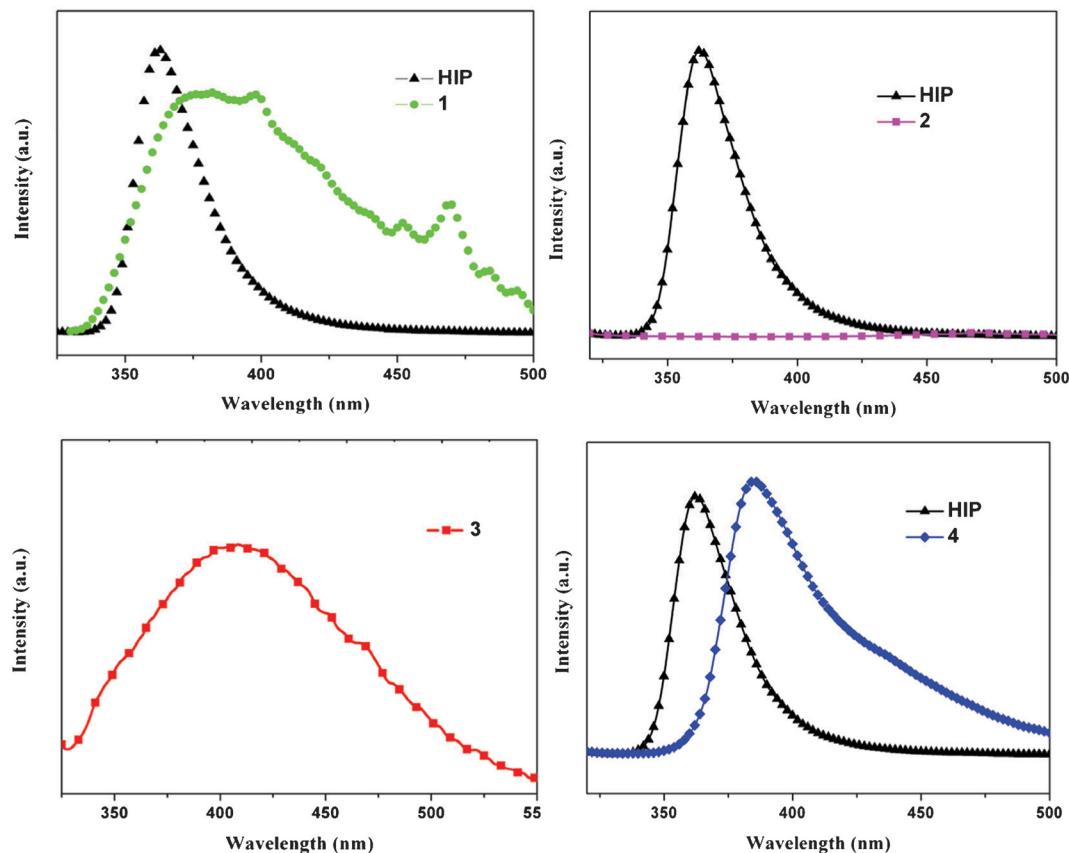 HIP
1
Intensity (a.u.)
350 400 450 500
Wavelength (nm)
HIP
2
Intensity (a.u.)
350 400 450 500
Wavelength (nm)
3
Intensity (a.u.)
350 400 450 500 55
Wavelength (nm)
HIP
4
Intensity (a.u.)
350 400 450 500
Wavelength (nm)